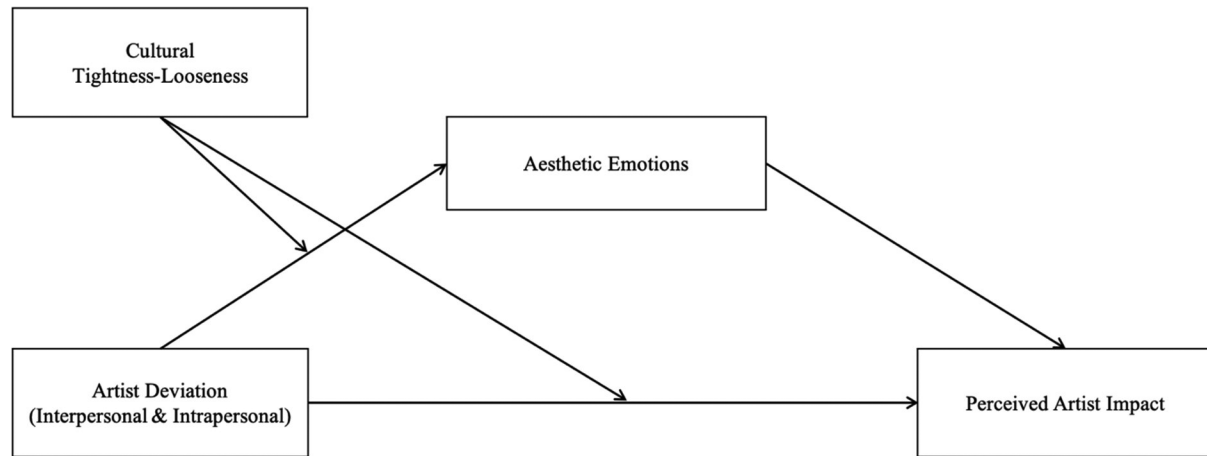 Cultural
Tightness-Looseness
Aesthetic Emotions
Artist Deviation
(Interpersonal & Intrapersonal)
Perceived Artist Impact